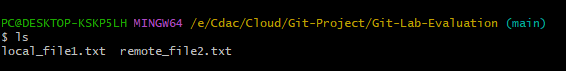 PC@DESKTOP-KSKP5LH MINGW64 /e/Cdac/Cloud/Git-Project/Git-Lab-Evaluation (main)
$ ls
local_file1.txt  remote_file2.txt